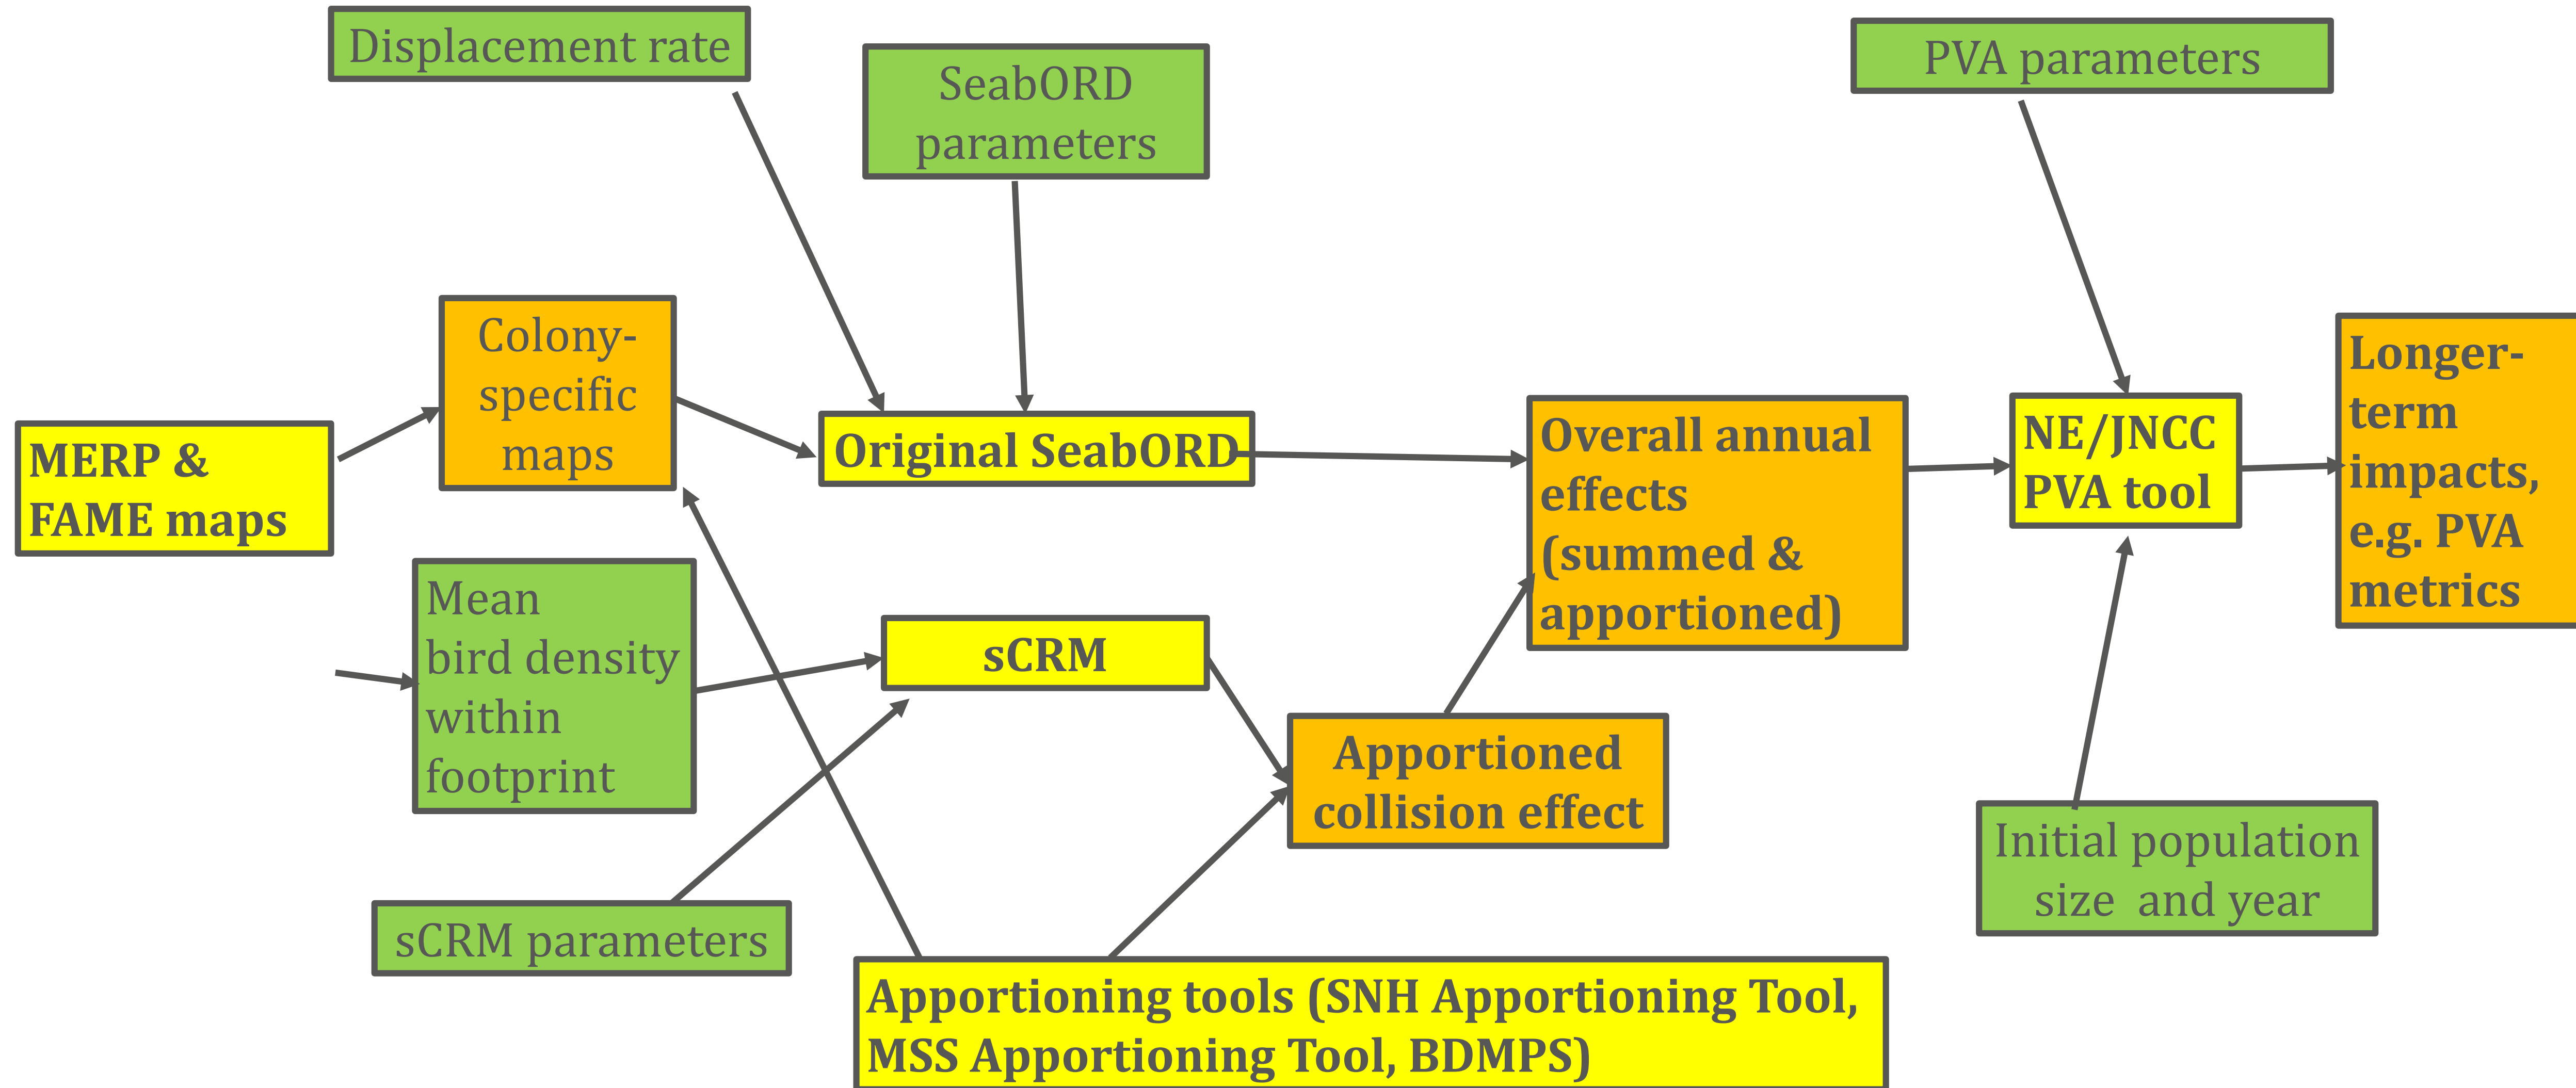 Displacement rate
SeabORD
parameters
PVA parameters
Colony-
specific
maps
MERP &
FAME maps
Original SeabORD
Overall annual
effects
(summed &
apportioned)
NE/JNCC
PVA tool
Longer-
term
impacts,
e.g. PVA
metrics
Mean
bird density
within
footprint
sCRM
Apportioned
collision effect
Initial population
size and year
sCRM parameters
Apportioning tools (SNH Apportioning Tool,
MSS Apportioning Tool, BDMPS)